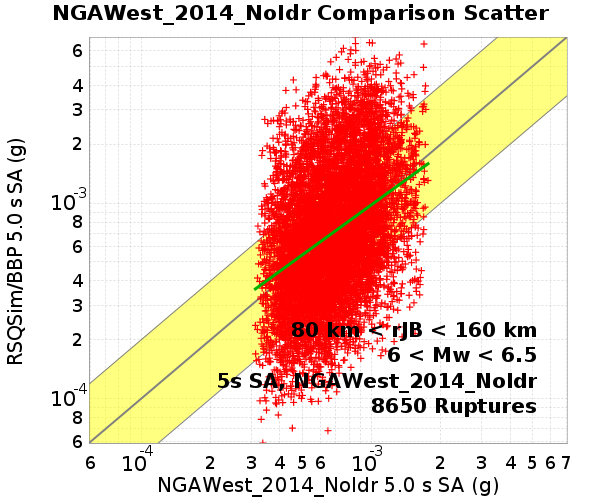 NGAWest_2014_NoIdr Comparison Scatter
RSQSim/BBP 5.0 s SA (g)
6
4
3
2
10-3
8
6
4
3
2
10-4
8
6
80 km < rJB < 160 km
6 < Mw < 6.5
5s SA, NGAWest_2014_NoIdr
8650 Ruptures
6 10-4 2 3 4 5 6 10-3 2 3 4 5 6 7
NGAWest_2014_NoIdr 5.0 s SA (g)